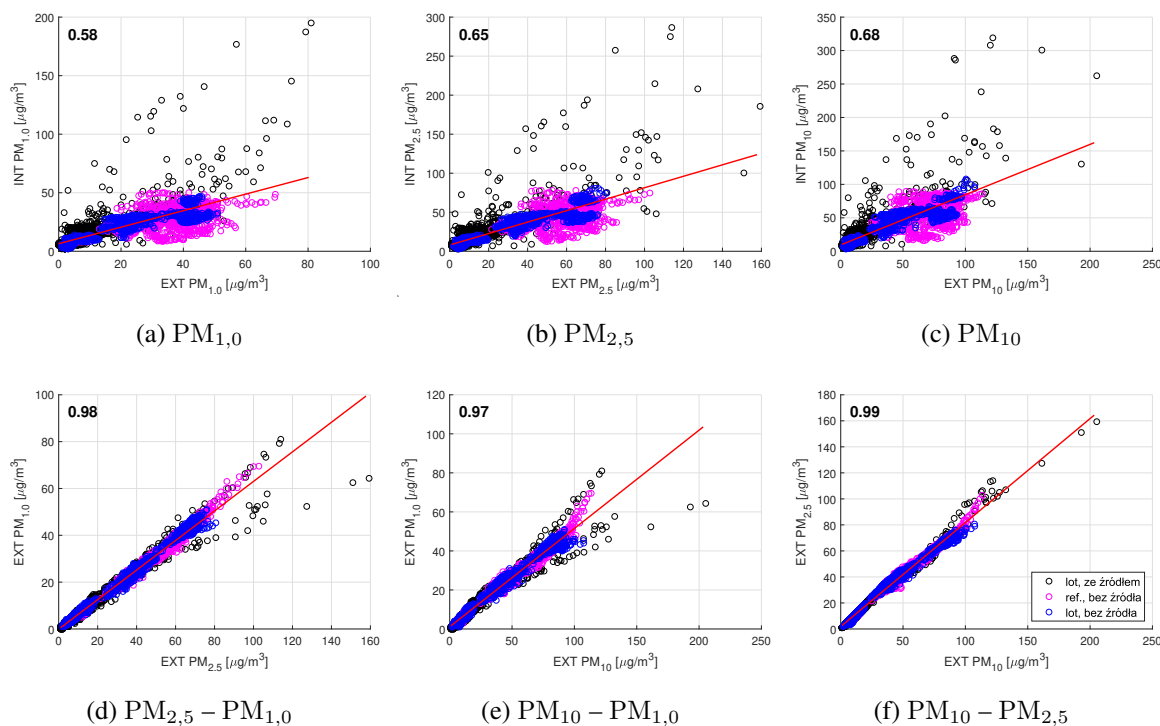 0.58
INT PM1.0 [μg/m³]
200
150
100
50
0
0 20 40 60 80 100
EXT PM1.0 [μg/m³]
(a) PM1,0
0.65
INT PM2.5 [μg/m³]
300
250
200
150
100
50
0
0 20 40 60 80 100 120 140 160
EXT PM2.5 [μg/m³]
(b) PM2,5
0.68
INT PM10 [μg/m³]
350
300
250
200
150
100
50
0
0 50 100 150 200 250
EXT PM10 [μg/m³]
(c) PM10
0.98
EXT PM1.0 [μg/m³]
100
80
60
40
20
0
0 20 40 60 80 100 120 140 160
EXT PM2.5 [μg/m³]
(d) PM2,5 – PM1,0
0.97
EXT PM1.0 [μg/m³]
120
100
80
60
40
20
0
0 50 100 150 200 250
EXT PM10 [μg/m³]
(e) PM10 – PM1,0
0.99
EXT PM2.5 [μg/m³]
180
160
140
120
100
80
60
40
20
0
0 50 100 150 200 250
EXT PM10 [μg/m³]
lot, ze źródłem
ref., bez źródła
lot, bez źródła
(f) PM10 – PM2,5